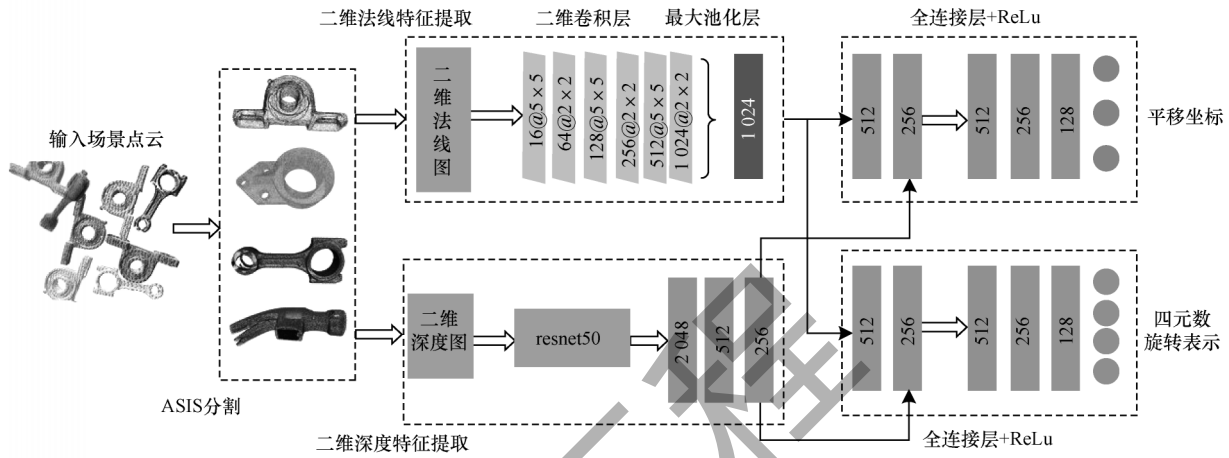 二维法线特征提取
二维卷积层
最大池化层
全连接层+ReLu
输入场景点云
二维法线图
16@5×5
64@2×2
128@5×5
256@2×2
512@5×5
1 024@2×2
1 024
512
256
512
256
128
平移坐标
二维
深度图
resnet50
2 048
512
256
512
256
512
256
128
四元数
旋转表示
ASIS分割
二维深度特征提取
全连接层+ReLu
工程